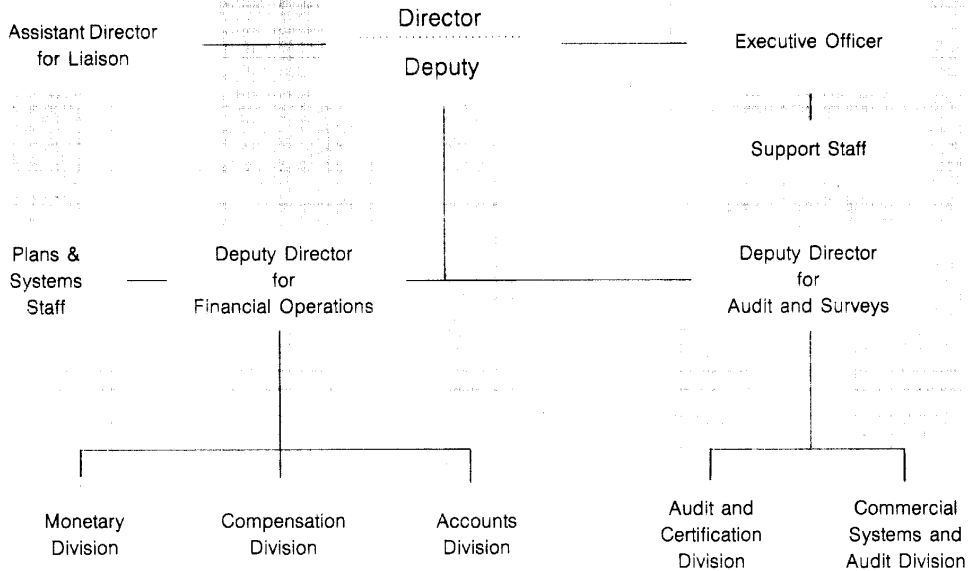 Assistant Director
for Liaison
Director
Deputy
Executive Officer
Support Staff
Plans &
Systems
Staff
Deputy Director
for
Financial Operations
Deputy Director
for
Audit and Surveys
Monetary
Division
Compensation
Division
Accounts
Division
Audit and
Certification
Division
Commercial
Systems and
Audit Division